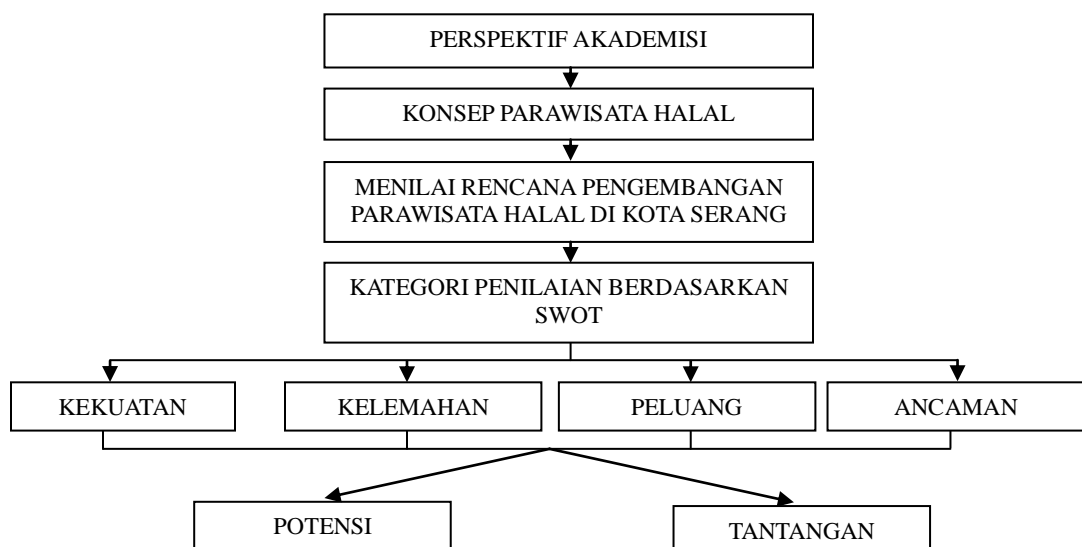 PERSPEKTIF AKADEMISI
KONSEP PARAWISATA HALAL
MENILAI RENCANA PENGEMBANGAN
PARAWISATA HALAL DI KOTA SERANG
KATEGORI PENILAIAN BERDASARKAN
SWOT
KEKUATAN
KELEMAHAN
PELUANG
ANCAMAN
POTENSI
TANTANGAN